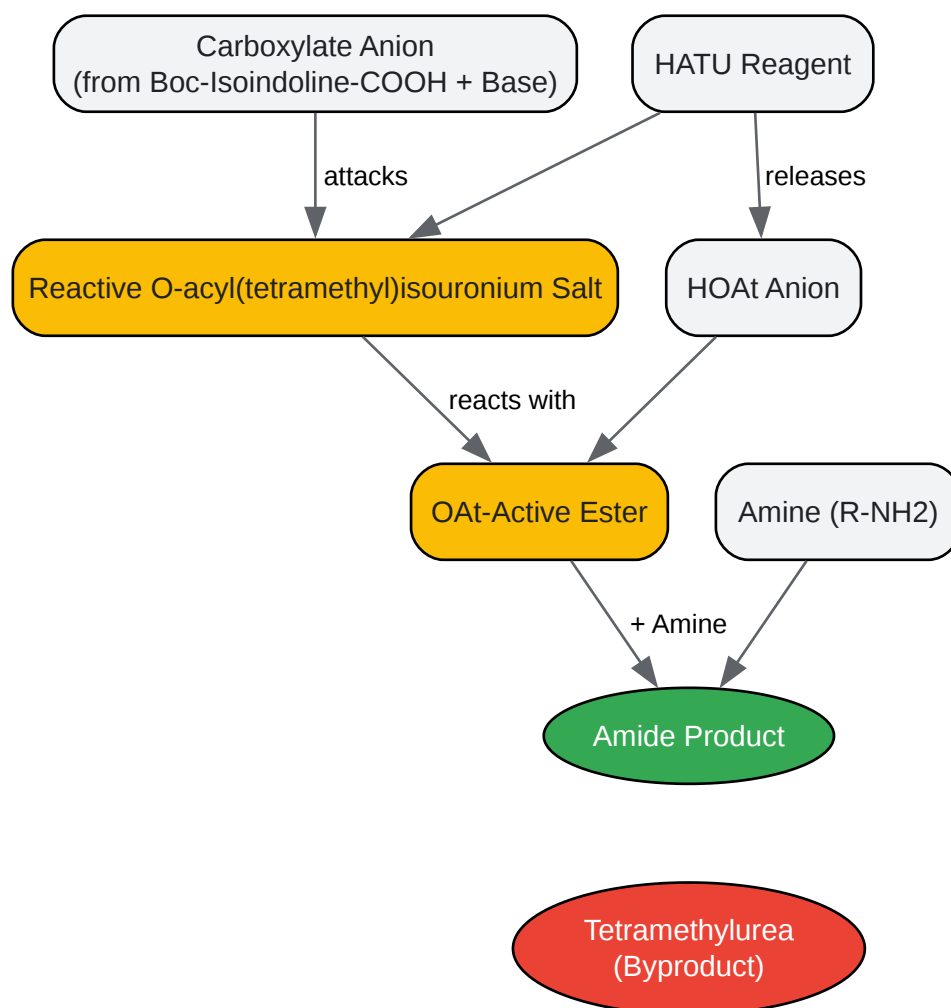 Carboxylate Anion
(from Boc-Isoindoline-COOH + Base)
HATU Reagent
attacks
releases
Reactive O-acyl(tetramethyl)isouronium Salt
HOAt Anion
reacts with
OAt-Active Ester
Amine (R-NH2)
+ Amine
Amide Product
Tetramethylurea
(Byproduct)